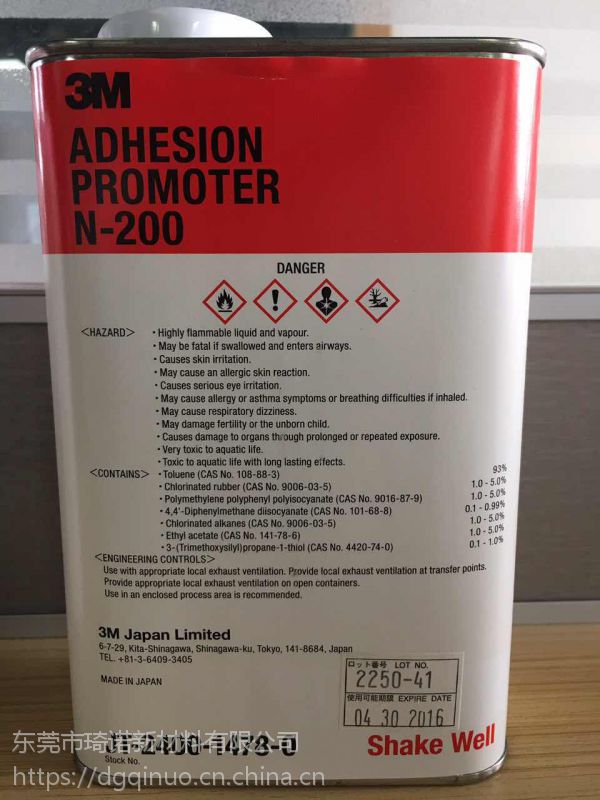 3M
ADHESION
PROMOTER
N-200
DANGER
<HAZARD> • Highly flammable liquid and vapour.
• May be fatal if swallowed and enters airways.
• Causes skin irritation.
• May cause an allergic skin reaction.
• Causes serious eye irritation.
• May cause allergy or asthma symptoms or breathing difficulties if inhaled.
• May cause respiratory dizziness.
• May damage fertility or the unborn child.
• Causes damage to organs through prolonged or repeated exposure.
• Very toxic to aquatic life.
• Toxic to aquatic life with long lasting effects.
<CONTAINS> • Toluene (CAS No. 108-88-3) 93%
• Chlorinated rubber (CAS No. 9006-03-5) 1.0 - 5.0%
• Polymethylene polyphenyl polyisocyanate (CAS No. 9016-87-9) 1.0 - 5.0%
• 4,4'-Diphenylmethane diisocyanate (CAS No. 101-68-8) 0.1 - 0.99%
• Chlorinated alkanes (CAS No. 9006-03-5) 1.0 - 5.0%
• Ethyl acetate (CAS No. 141-78-6) 1.0 - 5.0%
• 3-(Trimethoxysilyl)propane-1-thiol (CAS No. 4420-74-0) 0.1 - 1.0%
<ENGINEERING CONTROLS>
Use with appropriate local exhaust ventilation. Provide local exhaust ventilation at transfer points.
Provide appropriate local exhaust ventilation on open containers.
Use in an enclosed process area is recommended.
3M Japan Limited
6-7-29, Kita-Shinagawa, Shinagawa-ku, Tokyo, 141-8684, Japan
TEL. +81-3-6409-3405
MADE IN JAPAN
ロット番号 LOT NO.
2250-41
使用可能期限 EXPIRE DATE
04 30 2016
东莞市琦诺新材料有限公司
JT-2400-1478-0
Stock No.
Shake Well
https://dgqinuo.cn.china.cn